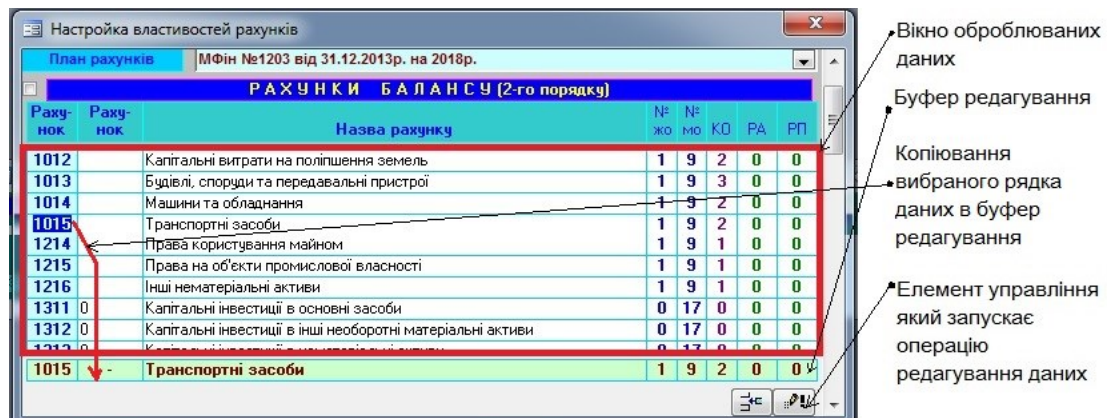 Настройка властивостей рахунків
План рахунків МФін №1203 від 31.12.2013р. на 2018р.
РАХУНКИ БАЛАНСУ (2-го порядку)
Раху-нок Раху-нок Назва рахунку № жо № мо КО РА РП
1012 Капітальні витрати на поліпшення земель 1 9 2 0 0
1013 Будівлі, споруди та передавальні пристрої 1 9 3 0 0
1014 Машини та обладнання 1 9 2 0 0
1015 Транспортні засоби 1 9 2 0 0
1214 Права користування майном 1 9 1 0 0
1215 Права на об'єкти промислової власності 1 9 1 0 0
1216 Інші нематеріальні активи 1 9 1 0 0
1311 0 Капітальні інвестиції в основні засоби 0 17 0 0 0
1312 0 Капітальні інвестиції в інші необоротні матеріальні активи 0 17 0 0 0
1015 - Транспортні засоби 1 9 2 0 0
Вікно оброблюваних
даних
Буфер редагування
Копіювання
вибраного рядка
даних в буфер
редагування
Елемент управління
який запускає
операцію
редагування даних